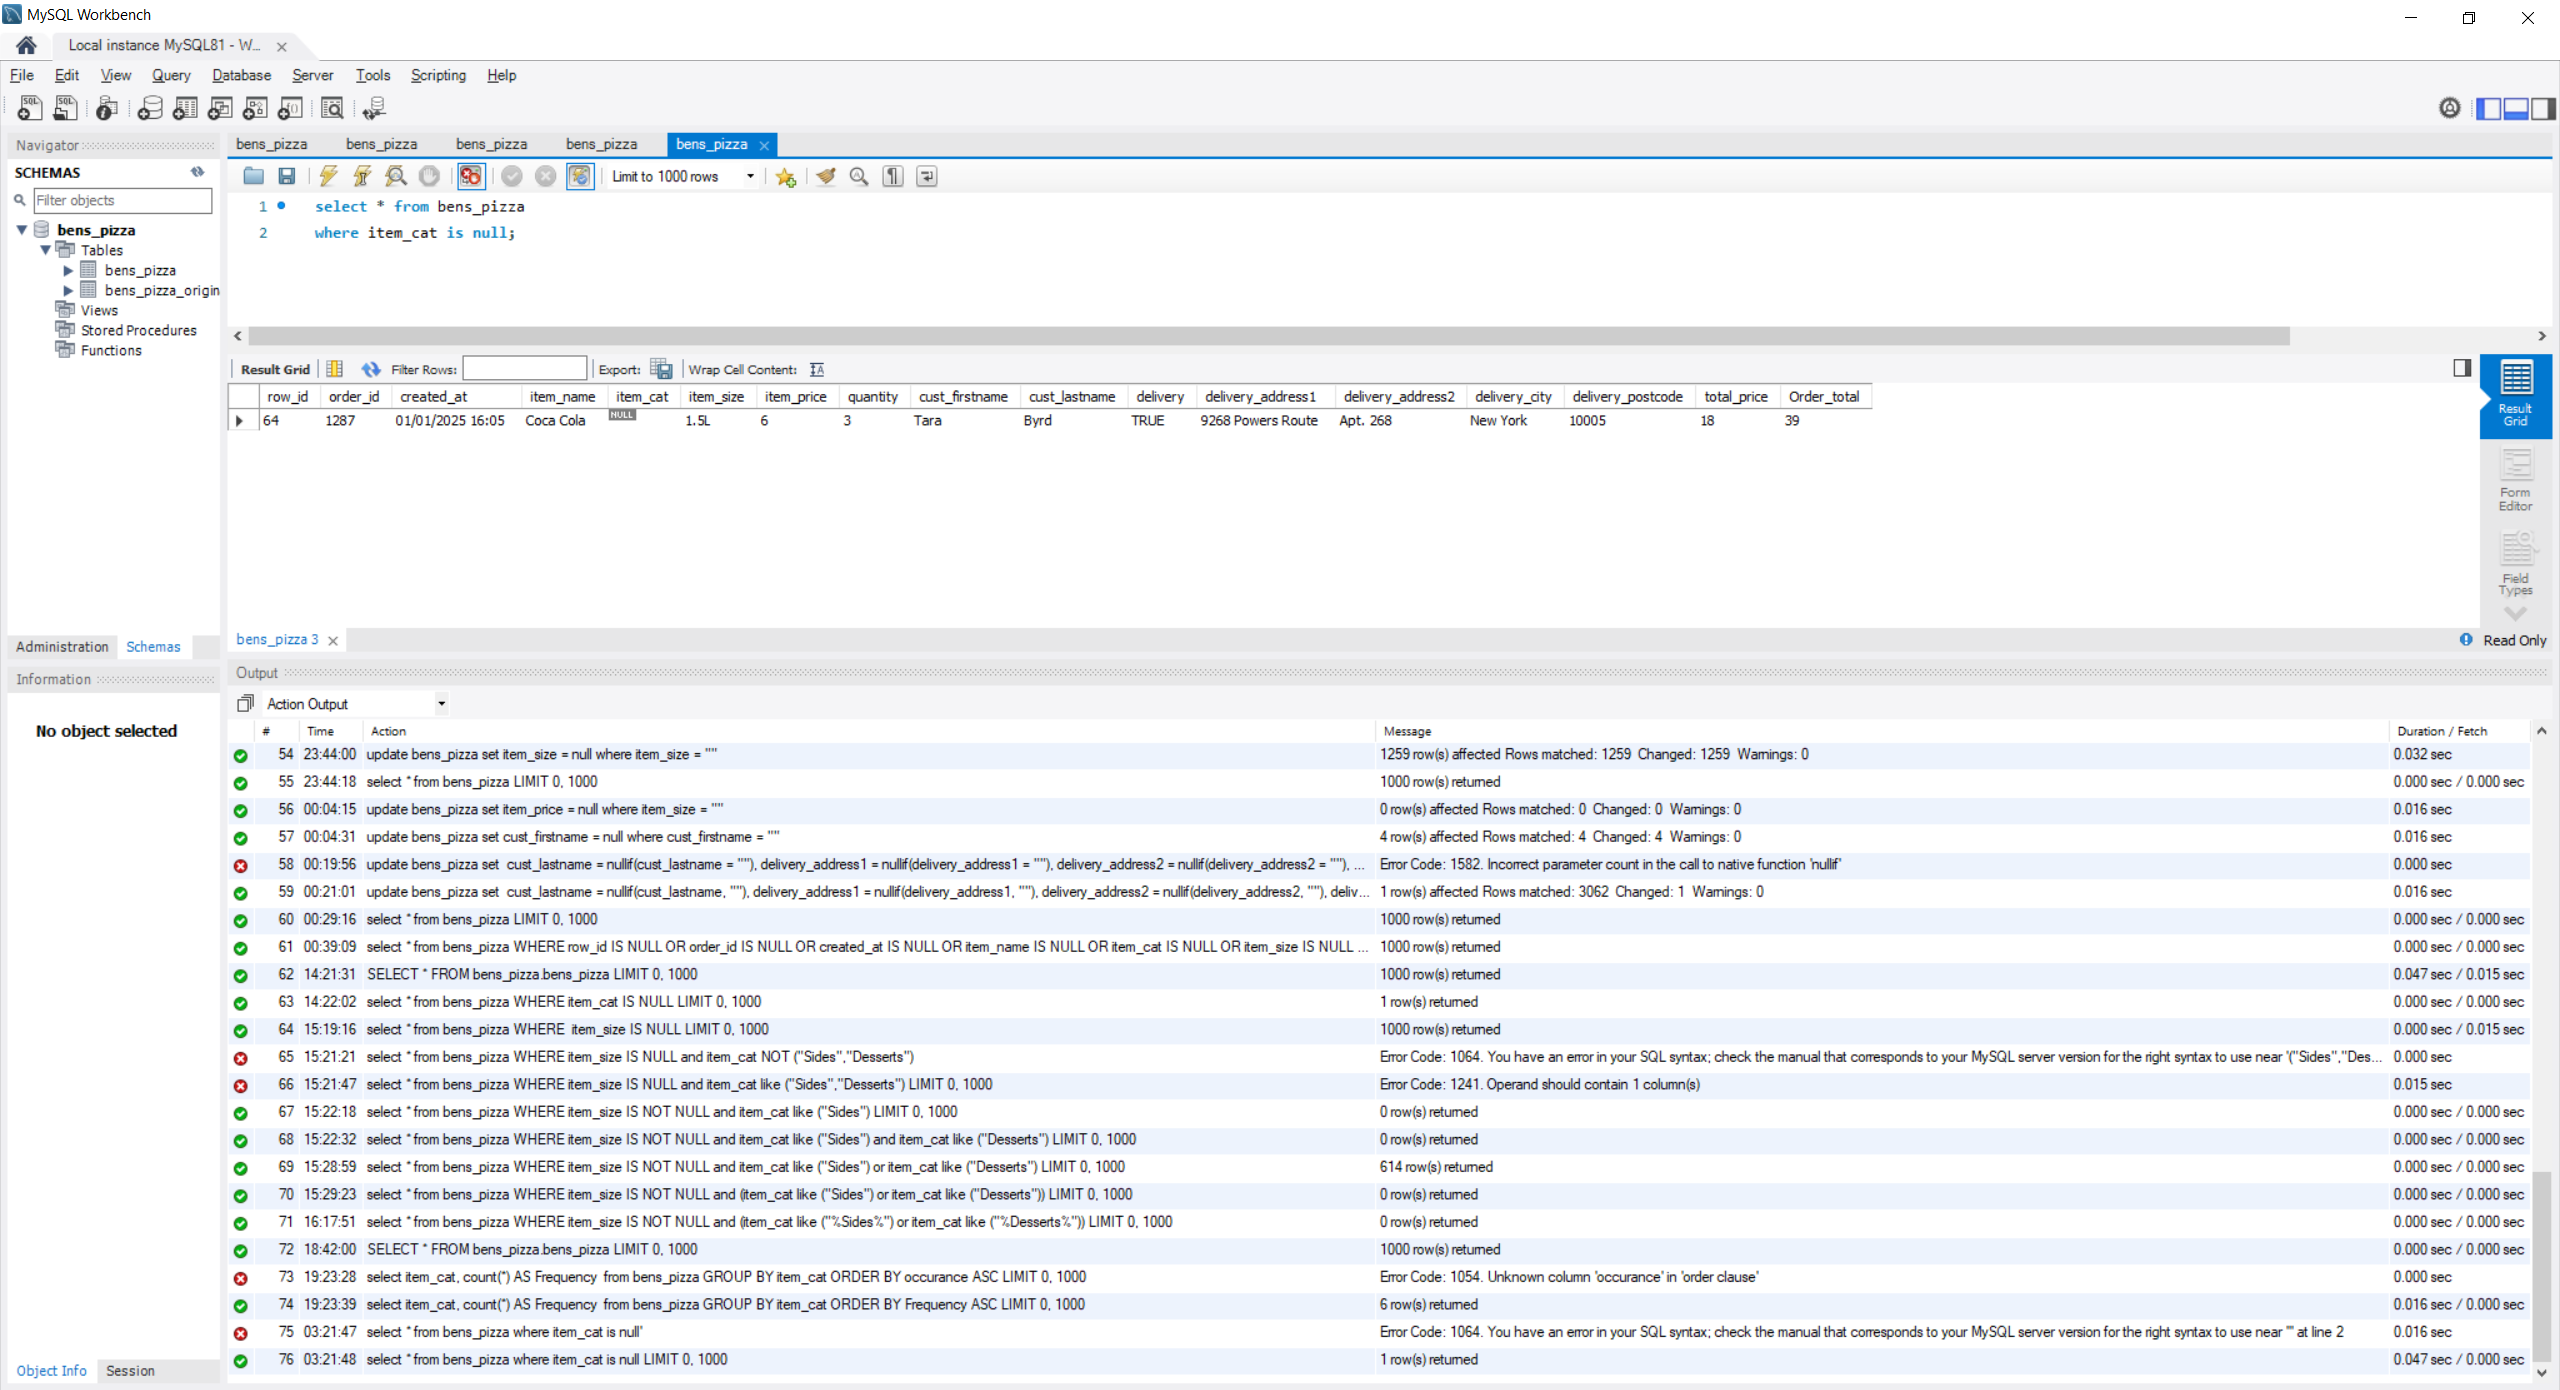 MySQL Workbench
Local instance MySQL81 - W...
File Edit View Query Database Server Tools Scripting Help
Navigator
SCHEMAS
Filter objects
bens_pizza
Tables
bens_pizza
bens_pizza_origin
Views
Stored Procedures
Functions
Administration Schemas
Information
No object selected
Object Info Session
bens_pizza bens_pizza bens_pizza bens_pizza bens_pizza
Limit to 1000 rows
1 select * from bens_pizza
2 where item_cat is null;
Result Grid Filter Rows: Export: Wrap Cell Content:
row_id order_id created_at item_name item_cat item_size item_price quantity cust_firstname cust_lastname delivery delivery_address1 delivery_address2 delivery_city delivery_postcode total_price Order_total
64 1287 01/01/2025 16:05 Coca Cola NULL 1.5L 6 3 Tara Byrd TRUE 9268 Powers Route Apt. 268 New York 10005 18 39
Result Grid
Form Editor
Field Types
bens_pizza 3
Read Only
Output
Action Output
# Time Action Message Duration / Fetch
54 23:44:00 update bens_pizza set item_size = null where item_size = "" 1259 row(s) affected Rows matched: 1259 Changed: 1259 Warnings: 0 0.032 sec
55 23:44:18 select * from bens_pizza LIMIT 0, 1000 1000 row(s) returned 0.000 sec / 0.000 sec
56 00:04:15 update bens_pizza set item_price = null where item_size = "" 0 row(s) affected Rows matched: 0 Changed: 0 Warnings: 0 0.016 sec
57 00:04:31 update bens_pizza set cust_firstname = null where cust_firstname = "" 4 row(s) affected Rows matched: 4 Changed: 4 Warnings: 0 0.016 sec
58 00:19:56 update bens_pizza set cust_lastname = nullif(cust_lastname = ""), delivery_address1 = nullif(delivery_address1 = ""), delivery_address2 = nullif(delivery_address2 = ""), ... Error Code: 1582. Incorrect parameter count in the call to native function 'nullif' 0.000 sec
59 00:21:01 update bens_pizza set cust_lastname = nullif(cust_lastname, ""), delivery_address1 = nullif(delivery_address1, ""), delivery_address2 = nullif(delivery_address2, ""), deliv... 1 row(s) affected Rows matched: 3062 Changed: 1 Warnings: 0 0.016 sec
60 00:29:16 select * from bens_pizza LIMIT 0, 1000 1000 row(s) returned 0.000 sec / 0.000 sec
61 00:39:09 select * from bens_pizza WHERE row_id IS NULL OR order_id IS NULL OR created_at IS NULL OR item_name IS NULL OR item_cat IS NULL OR item_size IS NULL ... 1000 row(s) returned 0.000 sec / 0.000 sec
62 14:21:31 SELECT * FROM bens_pizza.bens_pizza LIMIT 0, 1000 1000 row(s) returned 0.047 sec / 0.015 sec
63 14:22:02 select * from bens_pizza WHERE item_cat IS NULL LIMIT 0, 1000 1 row(s) returned 0.000 sec / 0.000 sec
64 15:19:16 select * from bens_pizza WHERE item_size IS NULL LIMIT 0, 1000 1000 row(s) returned 0.000 sec / 0.015 sec
65 15:21:21 select * from bens_pizza WHERE item_size IS NULL and item_cat NOT ("Sides","Desserts") Error Code: 1064. You have an error in your SQL syntax; check the manual that corresponds to your MySQL server version for the right syntax to use near '("Sides","Des... 0.000 sec
66 15:21:47 select * from bens_pizza WHERE item_size IS NULL and item_cat like ("Sides","Desserts") LIMIT 0, 1000 Error Code: 1241. Operand should contain 1 column(s) 0.015 sec
67 15:22:18 select * from bens_pizza WHERE item_size IS NOT NULL and item_cat like ("Sides") LIMIT 0, 1000 0 row(s) returned 0.000 sec / 0.000 sec
68 15:22:32 select * from bens_pizza WHERE item_size IS NOT NULL and item_cat like ("Sides") and item_cat like ("Desserts") LIMIT 0, 1000 0 row(s) returned 0.000 sec / 0.000 sec
69 15:28:59 select * from bens_pizza WHERE item_size IS NOT NULL and item_cat like ("Sides") or item_cat like ("Desserts") LIMIT 0, 1000 614 row(s) returned 0.000 sec / 0.000 sec
70 15:29:23 select * from bens_pizza WHERE item_size IS NOT NULL and (item_cat like ("Sides") or item_cat like ("Desserts")) LIMIT 0, 1000 0 row(s) returned 0.000 sec / 0.000 sec
71 16:17:51 select * from bens_pizza WHERE item_size IS NOT NULL and (item_cat like ("%Sides%") or item_cat like ("%Desserts%")) LIMIT 0, 1000 0 row(s) returned 0.000 sec / 0.000 sec
72 18:42:00 SELECT * FROM bens_pizza.bens_pizza LIMIT 0, 1000 1000 row(s) returned 0.000 sec / 0.000 sec
73 19:23:28 select item_cat, count(*) AS Frequency from bens_pizza GROUP BY item_cat ORDER BY occurance ASC LIMIT 0, 1000 Error Code: 1054. Unknown column 'occurance' in 'order clause' 0.000 sec
74 19:23:39 select item_cat, count(*) AS Frequency from bens_pizza GROUP BY item_cat ORDER BY Frequency ASC LIMIT 0, 1000 6 row(s) returned 0.016 sec / 0.000 sec
75 03:21:47 select * from bens_pizza where item_cat is null' Error Code: 1064. You have an error in your SQL syntax; check the manual that corresponds to your MySQL server version for the right syntax to use near ''' at line 2 0.016 sec
76 03:21:48 select * from bens_pizza where item_cat is null LIMIT 0, 1000 1 row(s) returned 0.047 sec / 0.000 sec